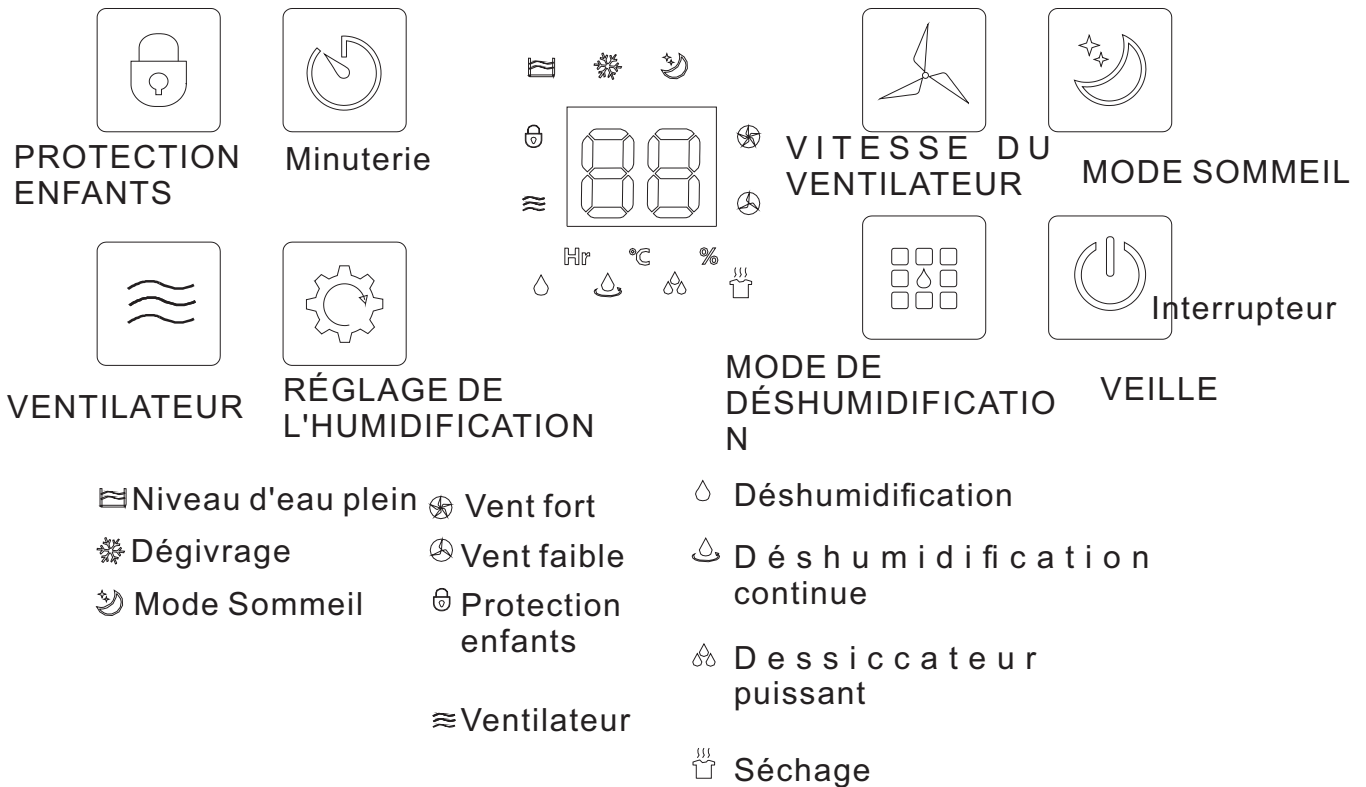 PROTECTION
ENFANTS
Minuterie
88
Hr °C %
VITESSE DU
VENTILATEUR
MODE SOMMEIL
VENTILATEUR
RÉGLAGE DE
L'HUMIDIFICATION
MODE DE
DÉSHUMIDIFICATIO
N
Interrupteur
VEILLE
Niveau d'eau plein
Dégivrage
Mode Sommeil
Vent fort
Vent faible
Protection
enfants
Ventilateur
Déshumidification
Déshumidification
continue
Dessiccateur
puissant
Séchage